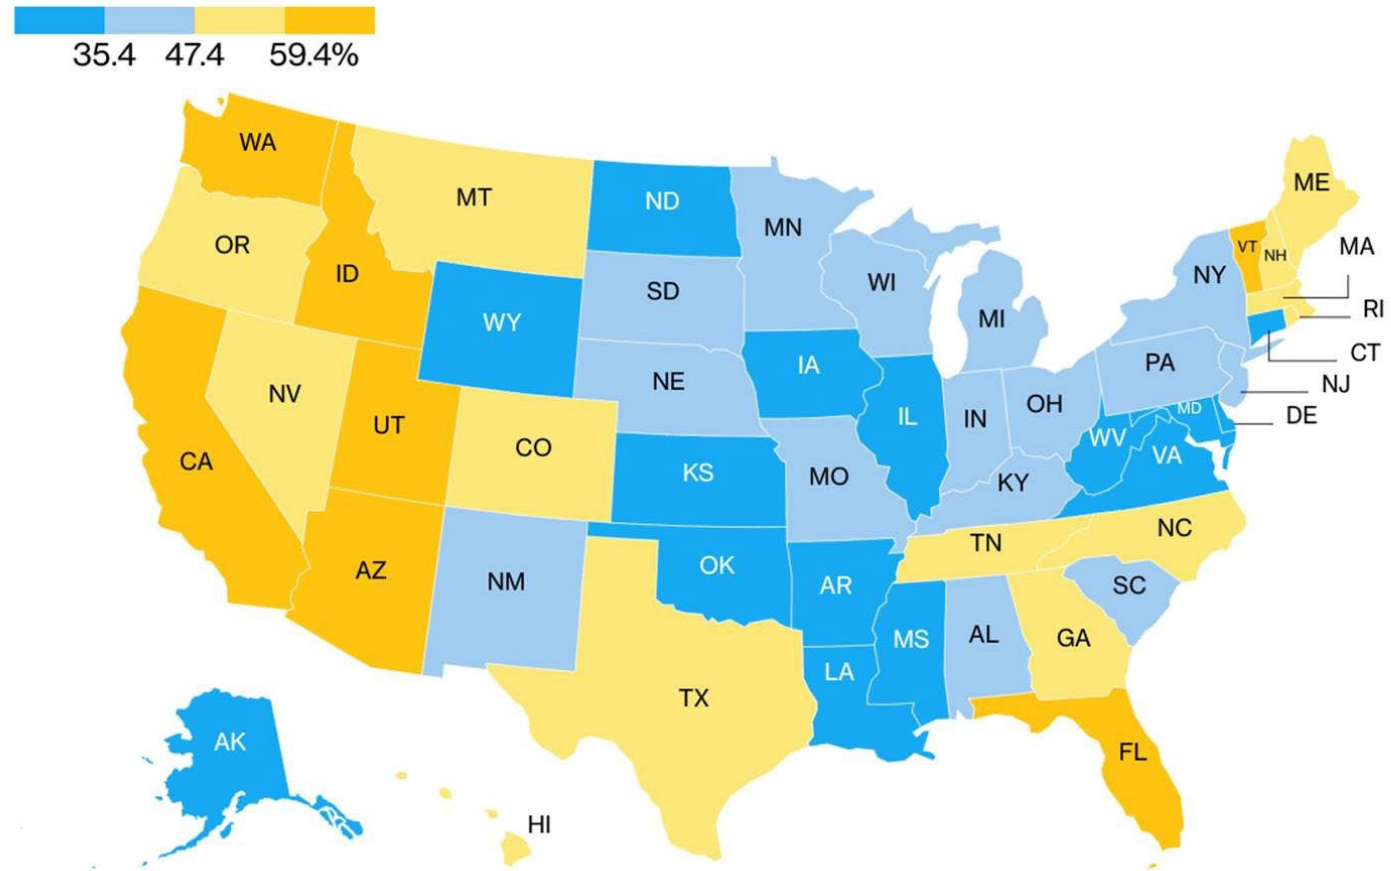 35.4 47.4 59.4%
WA
MT
ND
MN
ME
OR
ID
SD
WI
MI
NY
VT
NH
MA
RI
CT
WY
IA
NE
PA
NJ
NV
UT
CO
IL
IN
OH
MD
DE
CA
KS
MO
WV
VA
KY
AZ
NM
OK
AR
TN
NC
SC
MS
AL
GA
TX
LA
AK
FL
HI